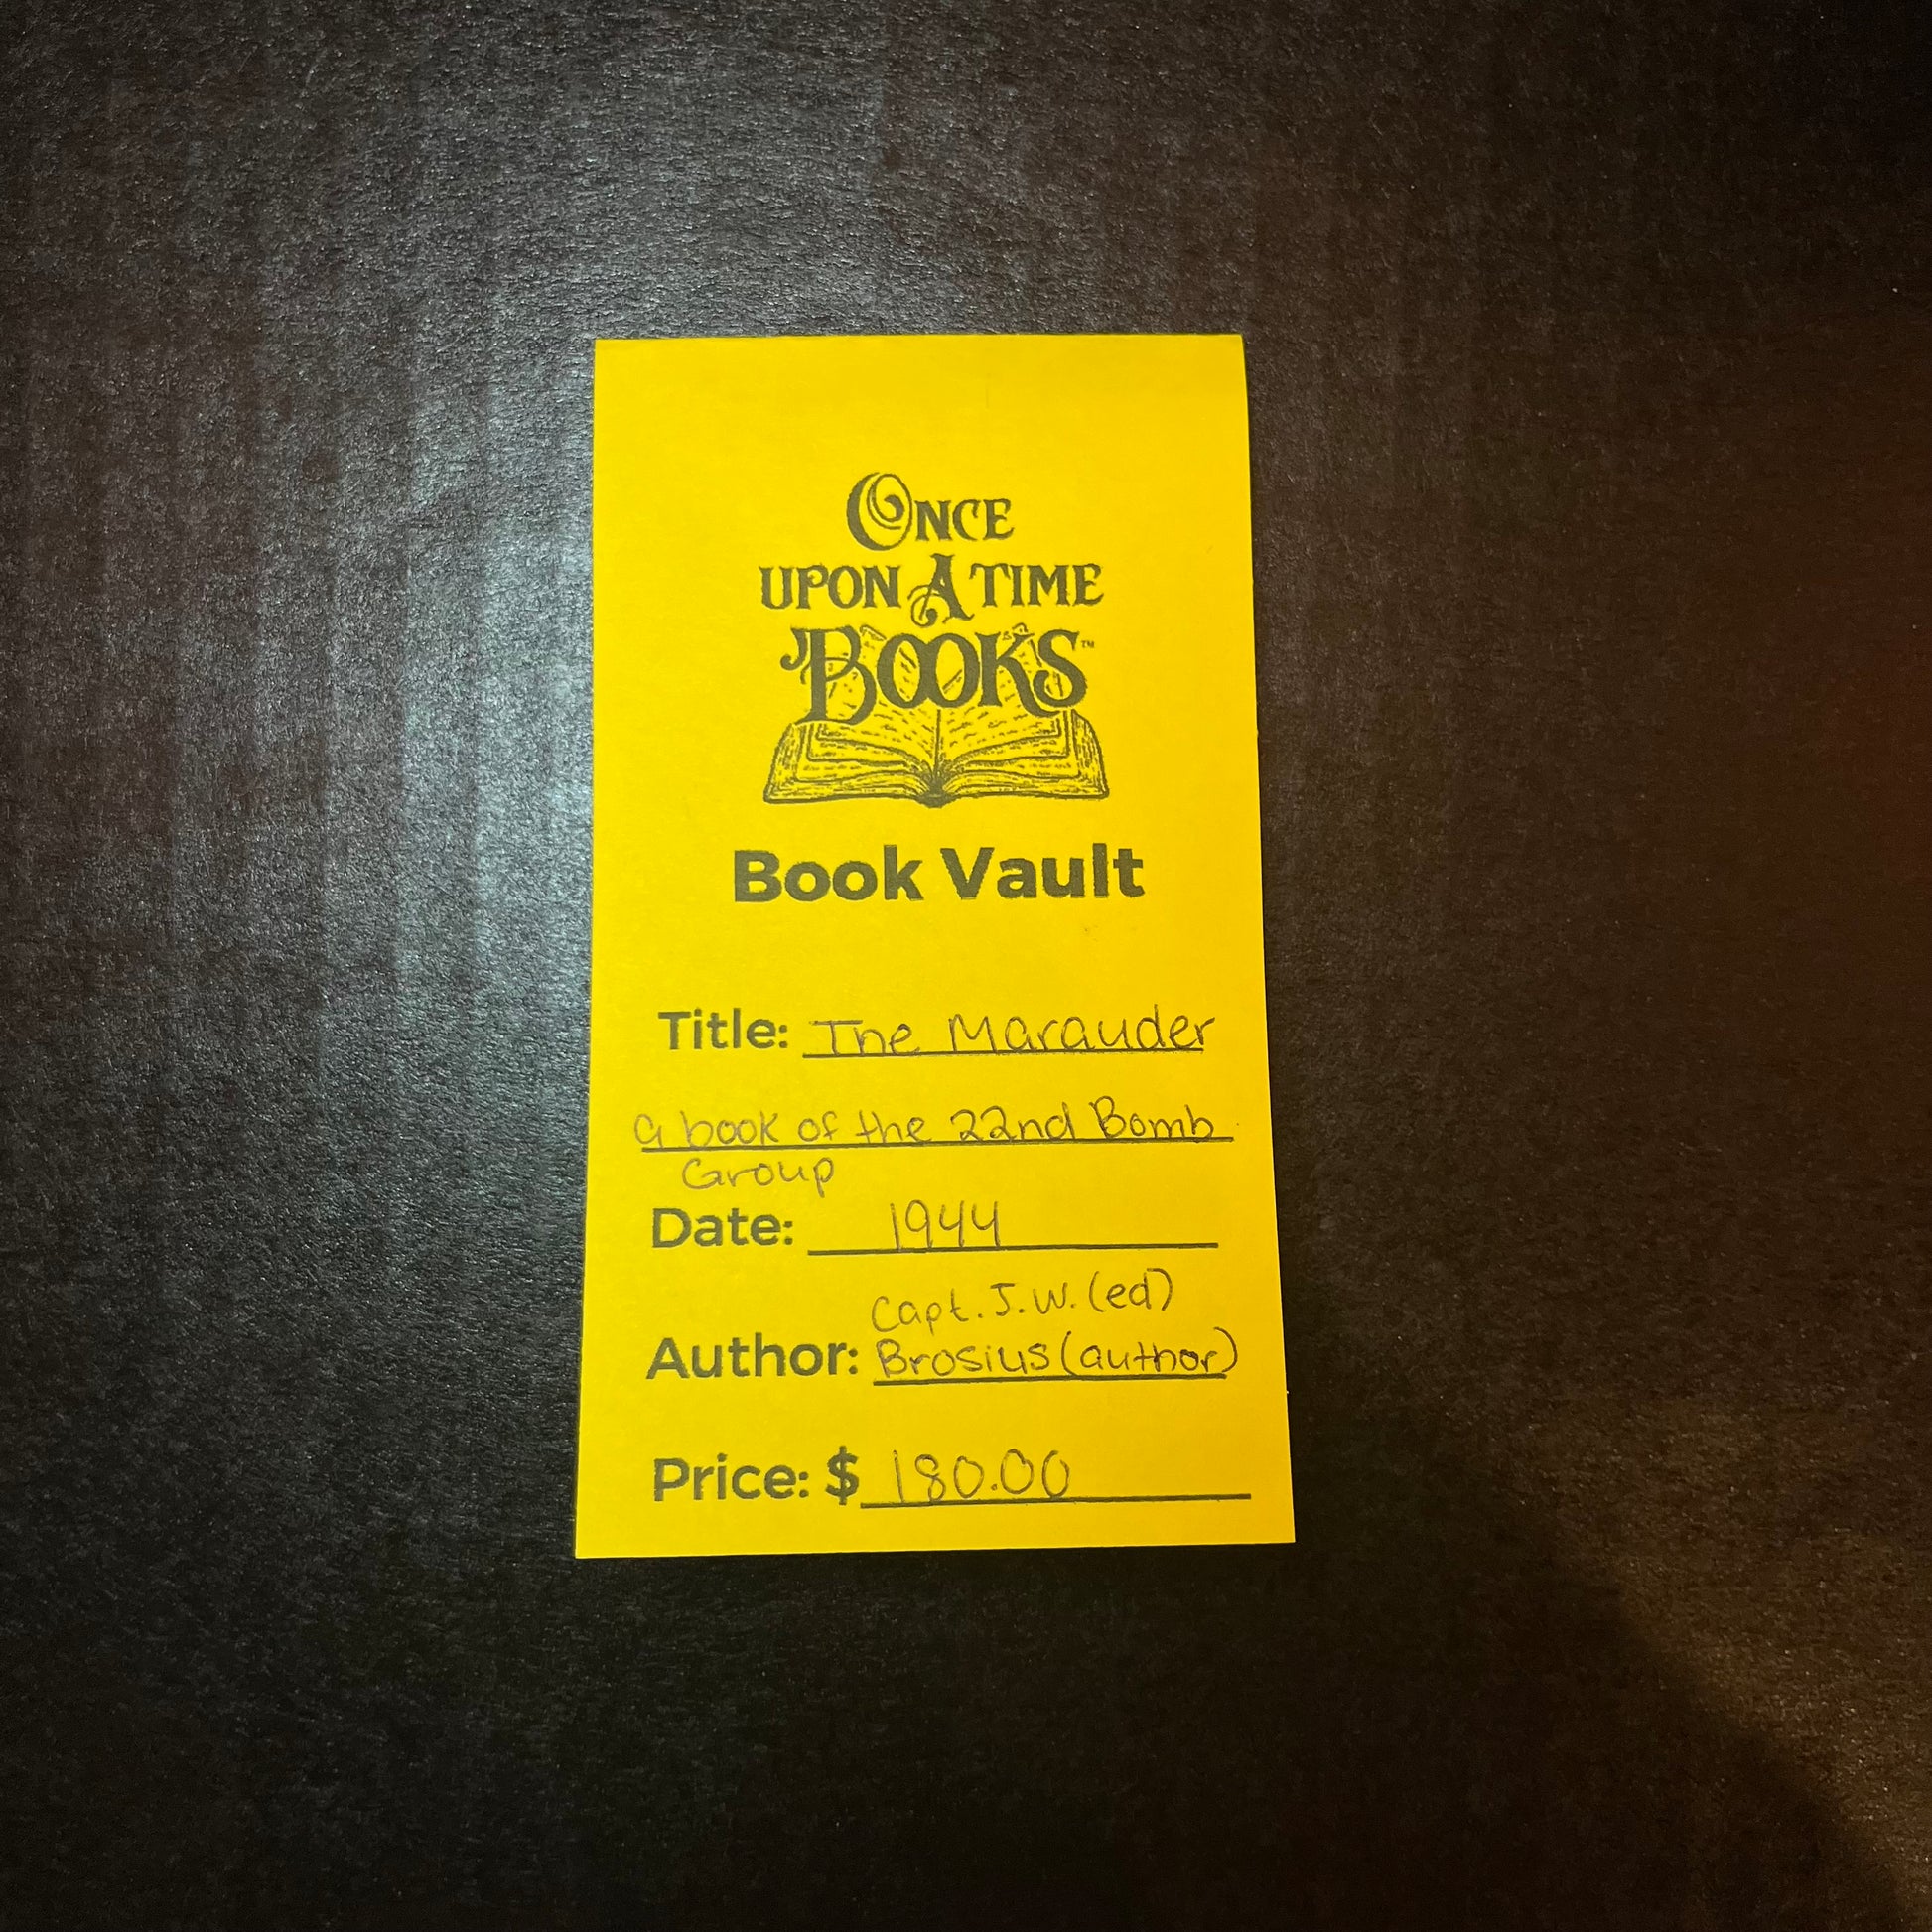 ONCE
UPON A TIME
BOOKS™
Book Vault
Title: The Marauder
a book of the 22nd Bomb
Group
Date: 1944
Capt. J.W. (ed)
Author: Brosius (author)
Price: $ 180.00